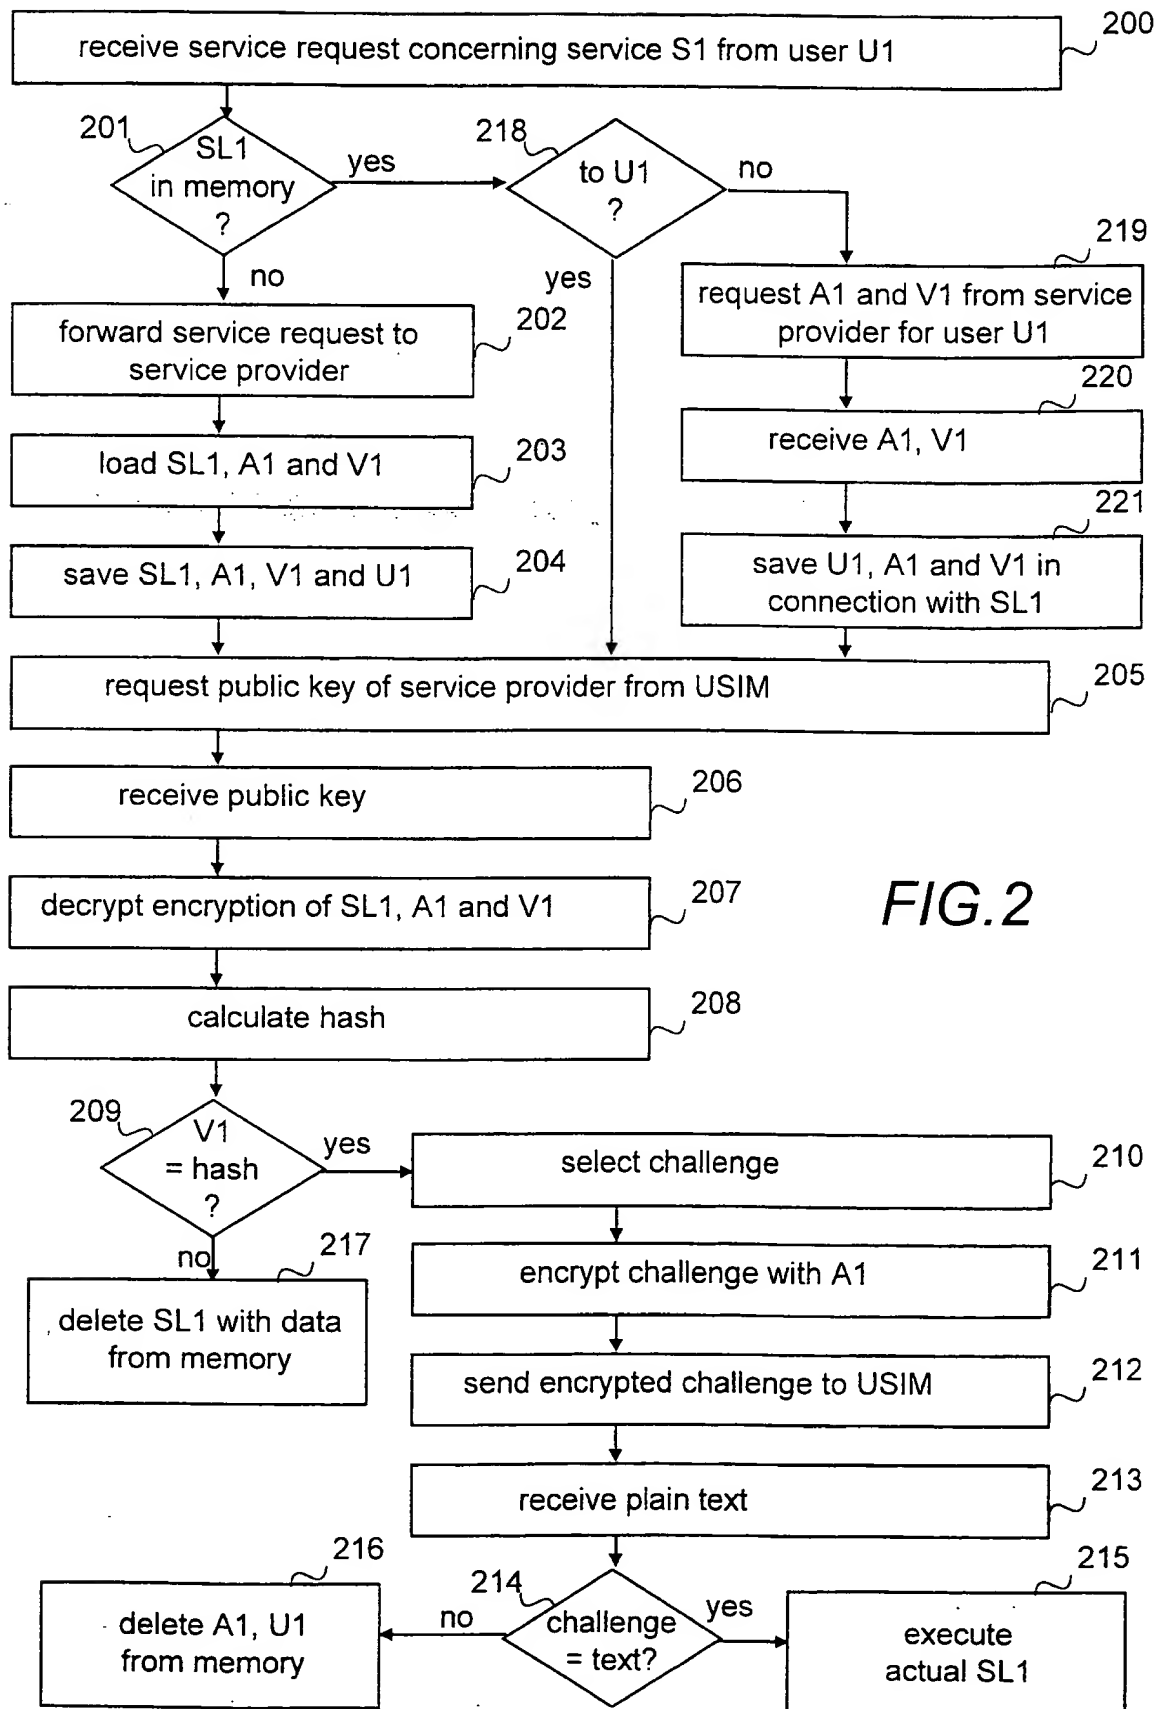 receive service request concerning service S1 from user U1
200
201
SL1
in memory
?
yes
218
to U1
?
no
no
yes
219
request A1 and V1 from service
provider for user U1
forward service request to
service provider
202
220
receive A1, V1
load SL1, A1 and V1
203
221
save U1, A1 and V1 in
connection with SL1
save SL1, A1, V1 and U1
204
request public key of service provider from USIM
205
receive public key
206
decrypt encryption of SL1, A1 and V1
207
FIG.2
calculate hash
208
209
V1
= hash
?
yes
select challenge
210
no
217
delete SL1 with data
from memory
encrypt challenge with A1
211
send encrypted challenge to USIM
212
receive plain text
213
216
delete A1, U1
from memory
no
214
challenge
= text?
yes
215
execute
actual SL1